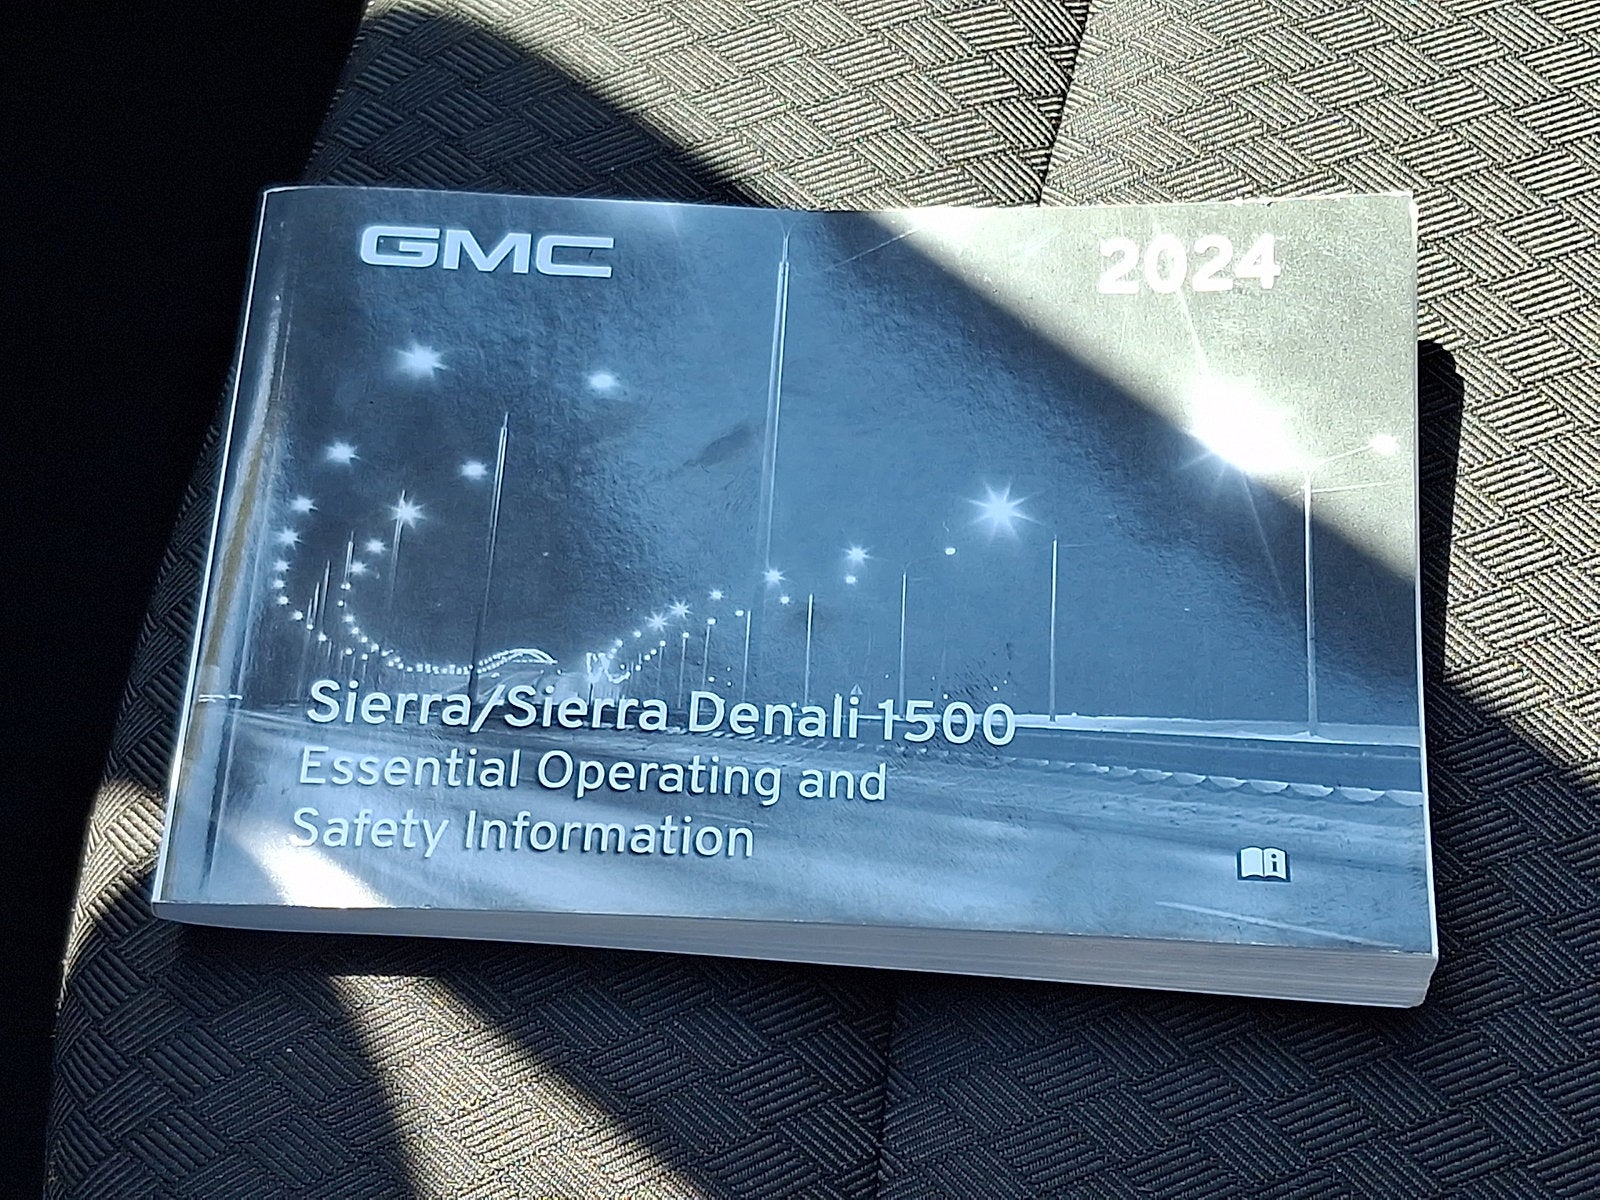 GMC
2024
Sierra/Sierra Denali 1500
Essential Operating and
Safety Information